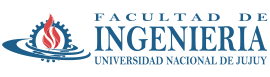 FACULTAD DE
INGENIERIA
UNIVERSIDAD NACIONAL DE JUJUY